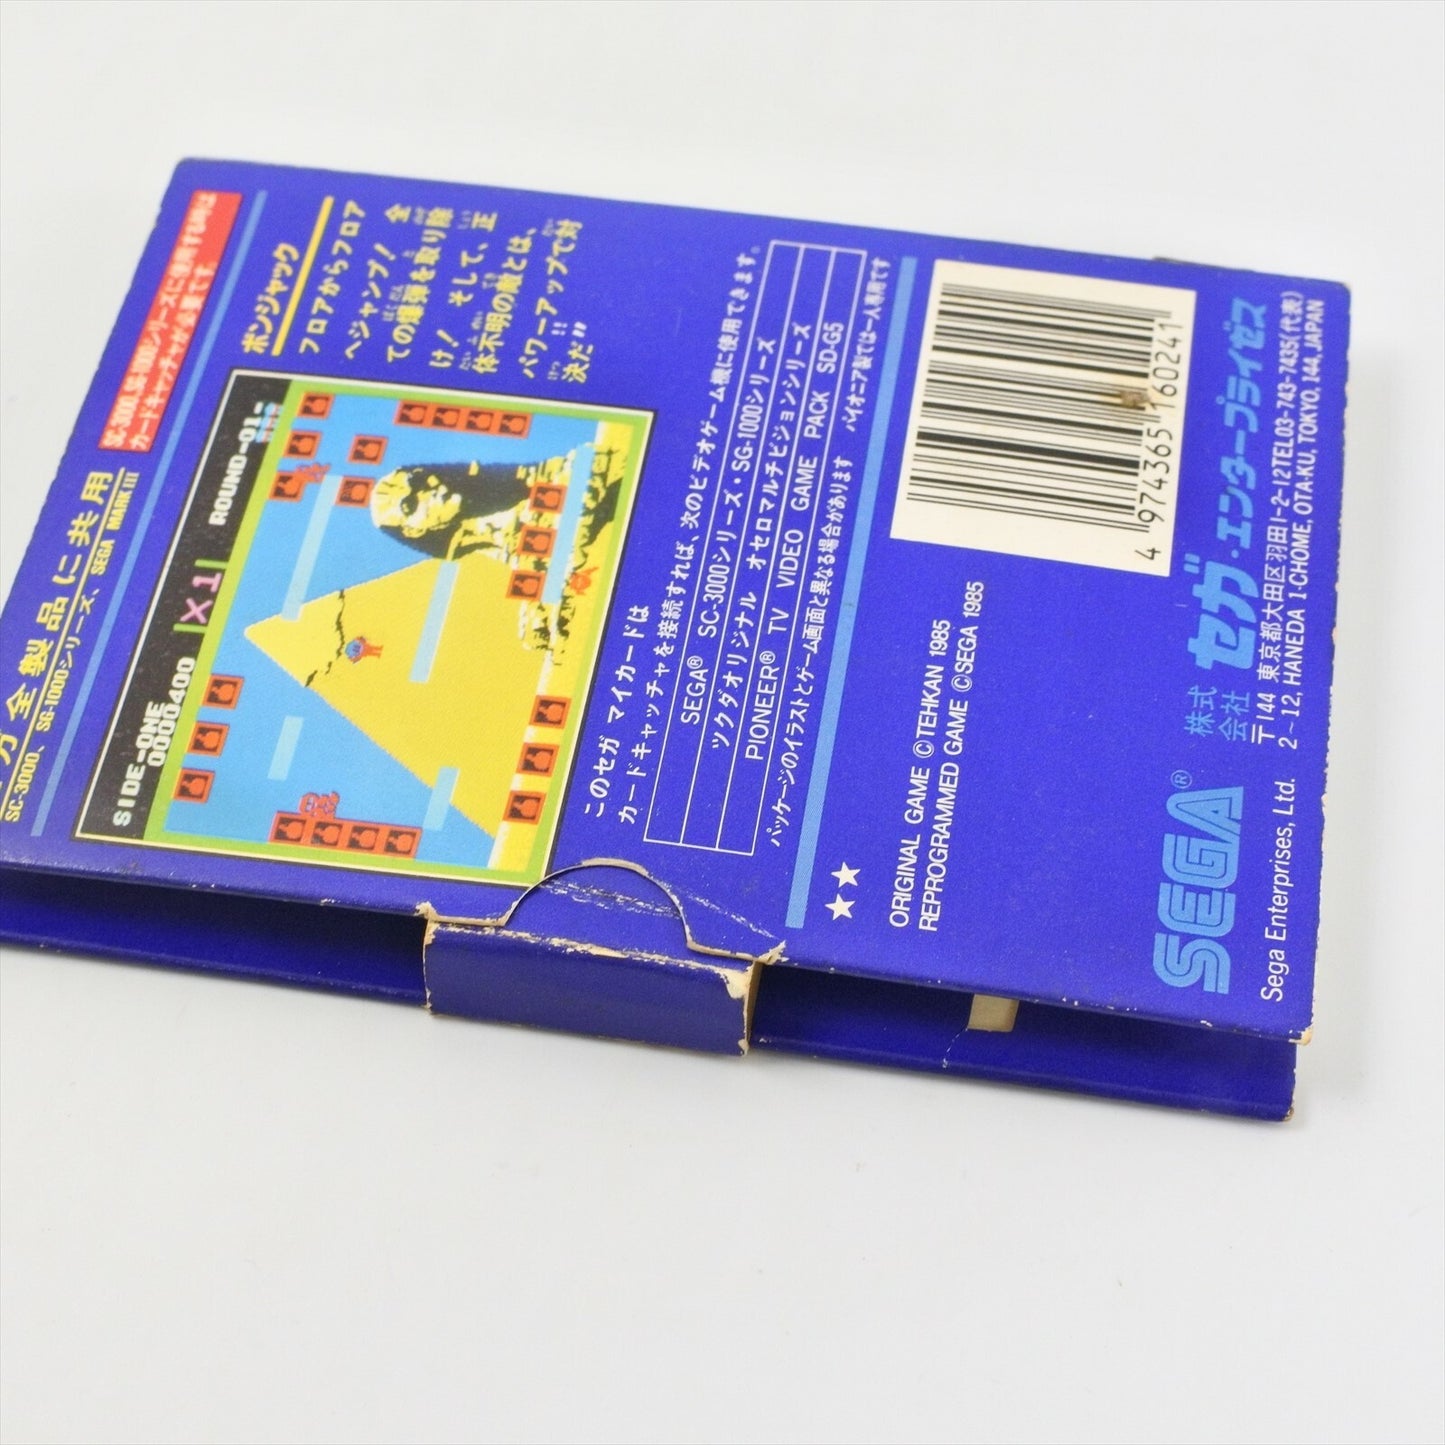 全製品に共用
SC-3000、SG-1000シリーズ、SEGA MARK III
SC-3000、SG-1000シリーズに使用する時は
カードキャッチャが必要です。
SIDE-ONE
0000400
×1
ROUND-01
ボンジャック
フロアからフロア
へジャンプ! 全
ての爆弾を取り除
け! そして、正
体不明の敵とは、
パワーアップで対
決だ!!
このセガ マイカードは
カードキャッチャを接続すれば、次のビデオゲーム機に使用できます。
SEGA® SC-3000シリーズ・SG-1000シリーズ
ツクダオリジナル オセロマルチビジョンシリーズ
PIONEER® TV VIDEO GAME PACK SD-G5
パッケージのイラストとゲーム画面と異なる場合があります パイオニア製では一人専用です
★★
ORIGINAL GAME ©TEHKAN 1985
REPROGRAMMED GAME ©SEGA 1985
4974365160241
SEGA®
株式会社 セガ・エンタープライゼス
〒144 東京都大田区羽田1-2-12TEL03-743-7435(代表)
Sega Enterprises, Ltd. 2-12, HANEDA 1-CHOME, OTA-KU, TOKYO, 144, JAPAN